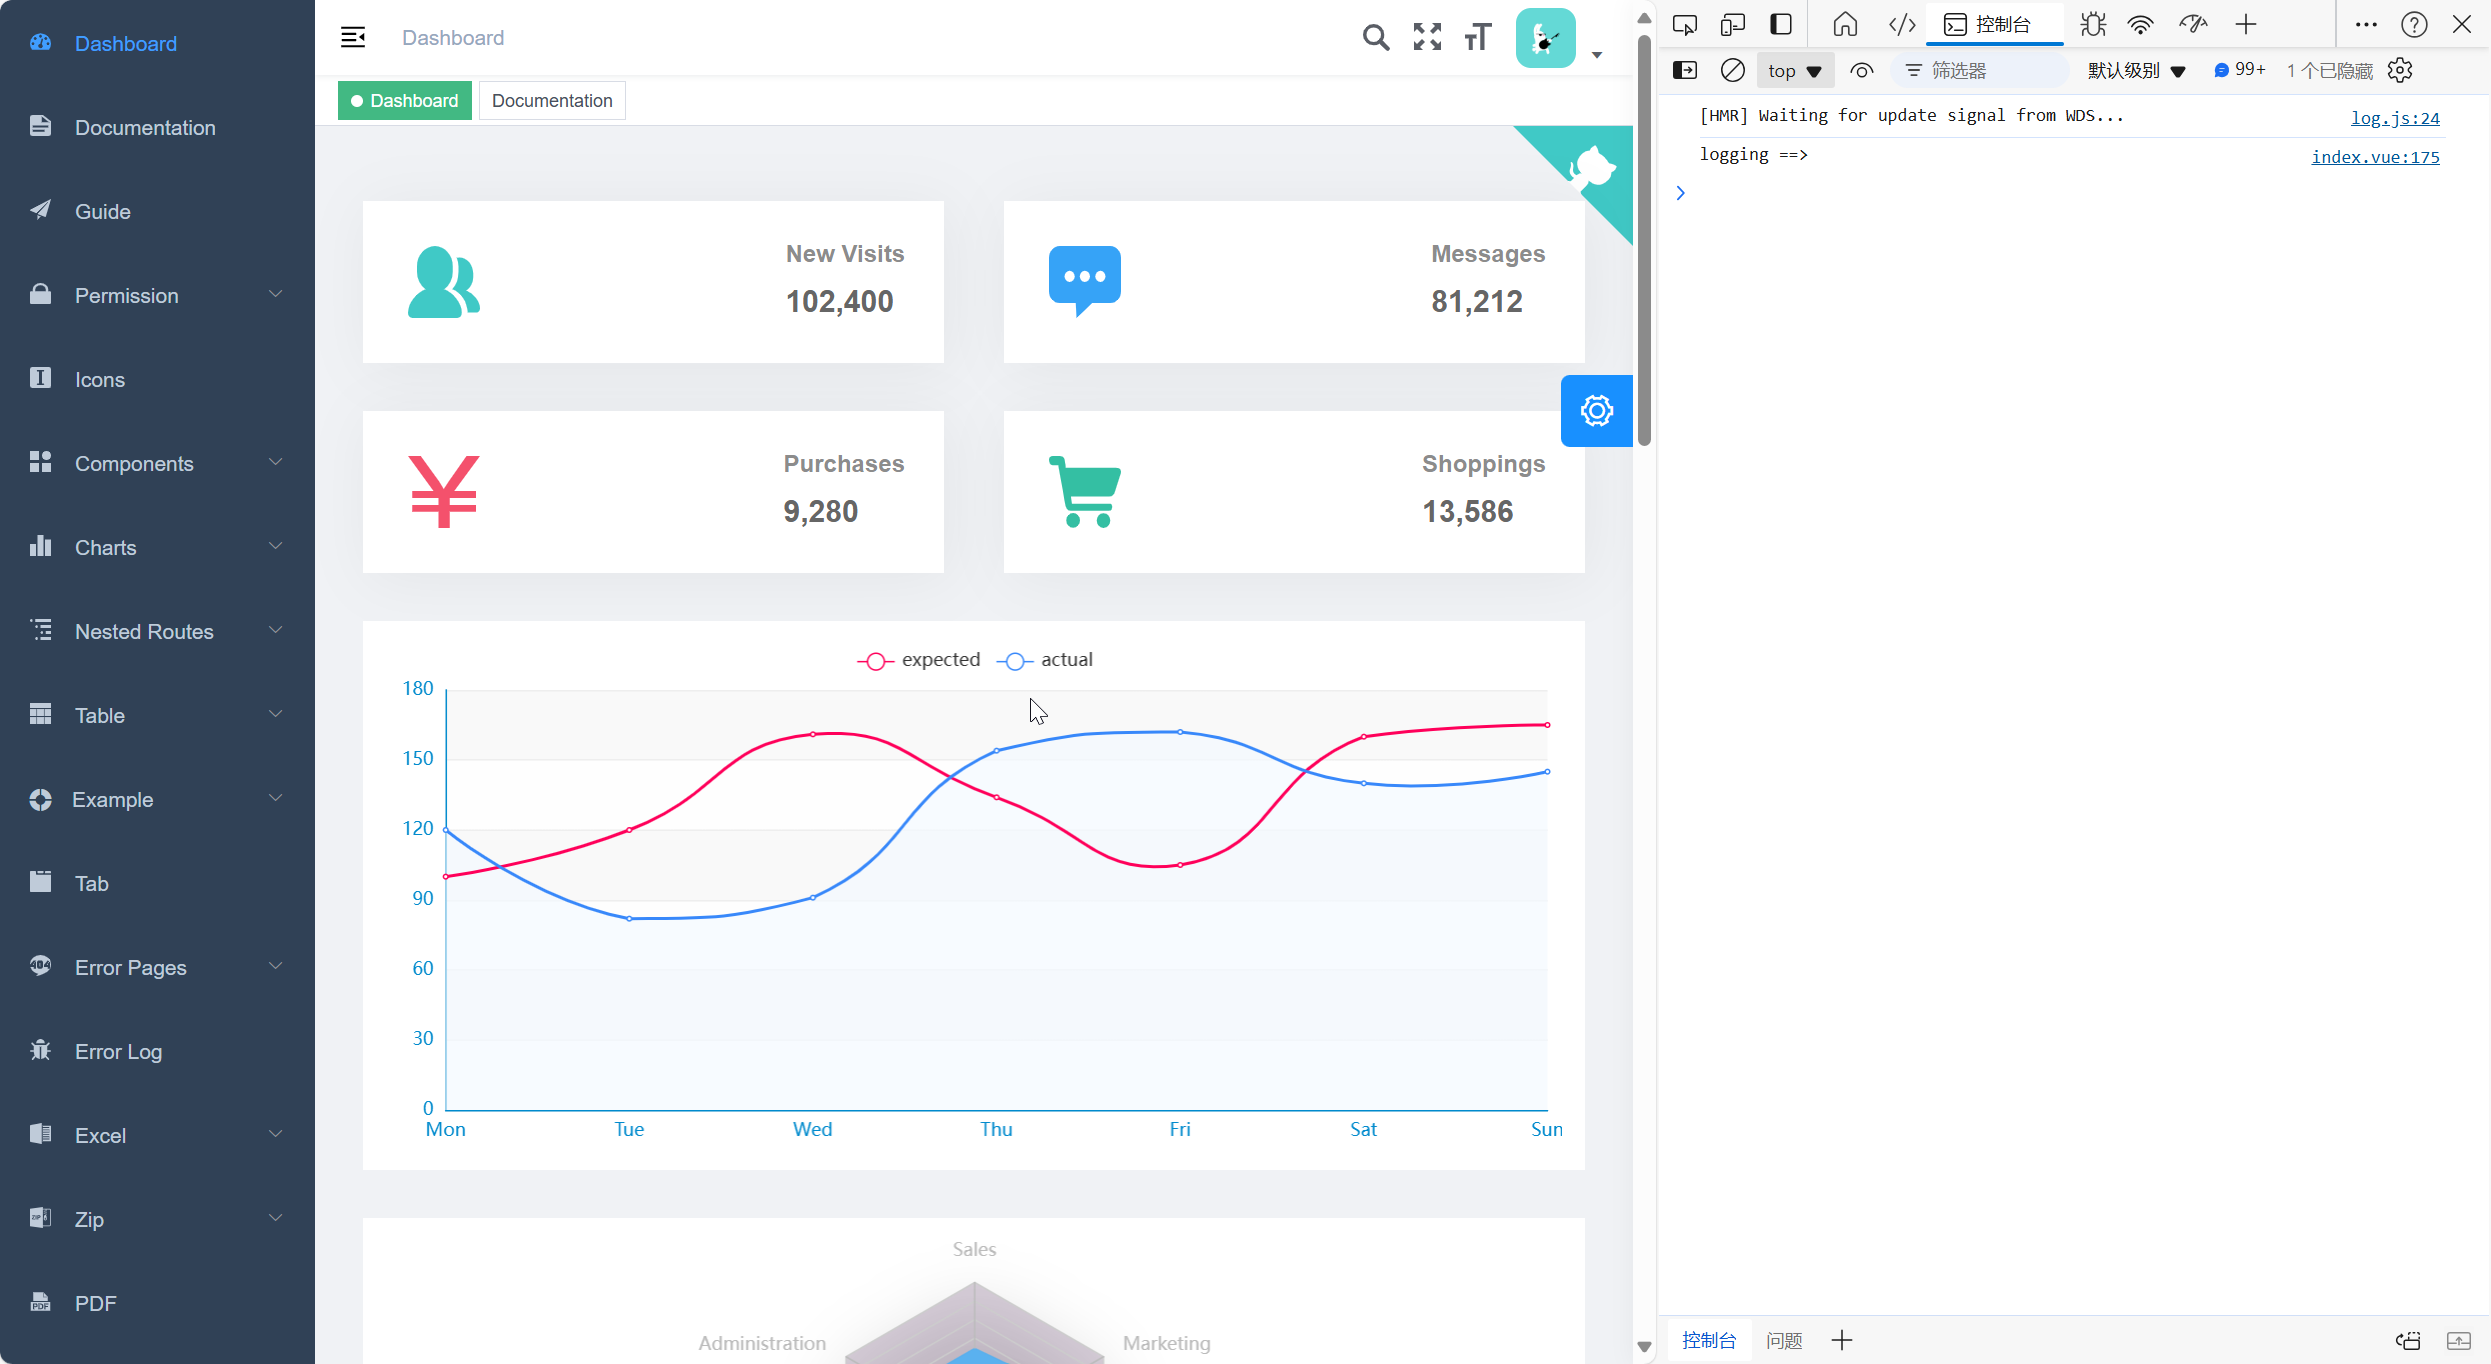 Dashboard
Documentation
Guide
Permission
Icons
Components
Charts
Nested Routes
Table
Example
Tab
Error Pages
Error Log
Excel
Zip
PDF
Dashboard
Dashboard
Documentation
New Visits
102,400
Messages
81,212
Purchases
9,280
Shoppings
13,586
expected
actual
180
150
120
90
60
30
0
Mon Tue Wed Thu Fri Sat Sun
Sales
Administration
Marketing
控制台
top
筛选器
默认级别
99+
1 个已隐藏
[HMR] Waiting for update signal from WDS... log.js:24
logging ==> index.vue:175
控制台
问题